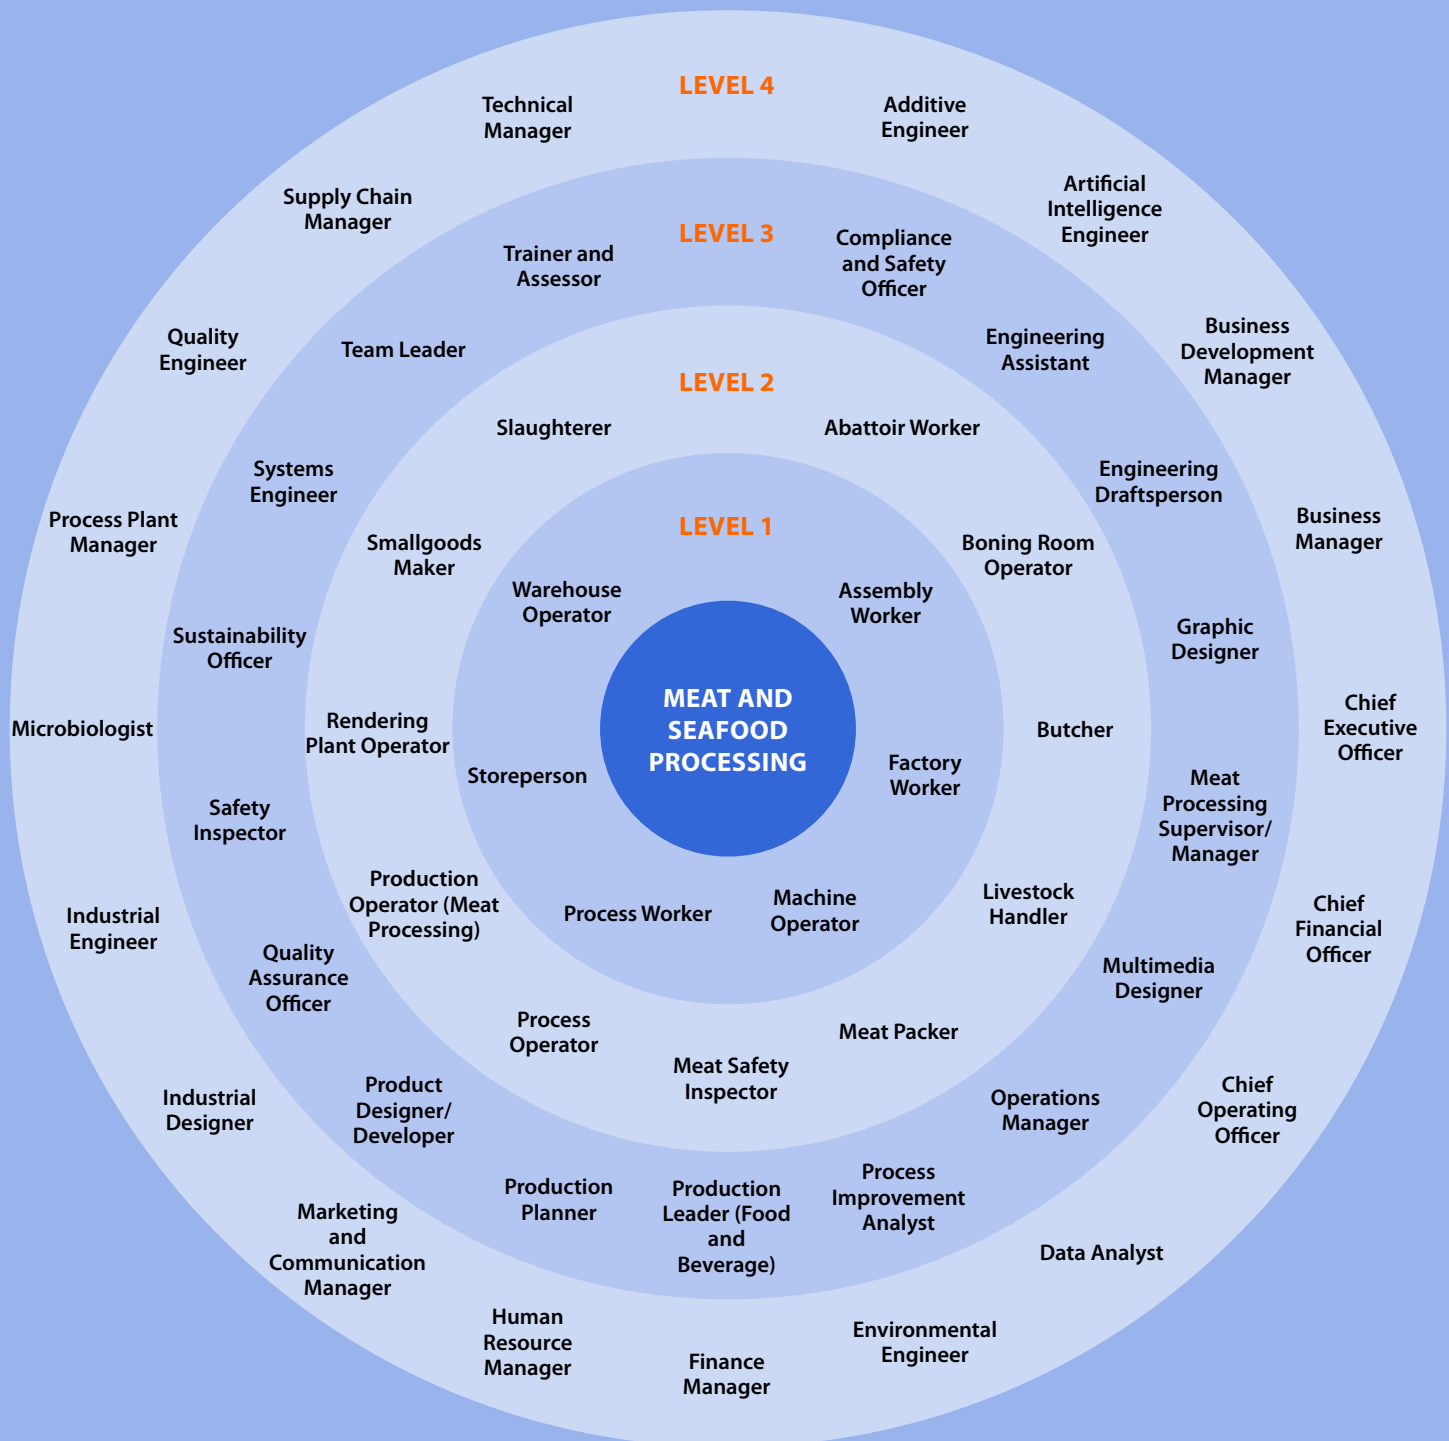 LEVEL 4
Additive
Engineer
Artificial
Intelligence
Engineer
Business
Development
Manager
Business
Manager
Chief
Executive
Officer
Chief
Financial
Officer
Chief
Operating
Officer
Data Analyst
Environmental
Engineer
Finance
Manager
Human
Resource
Manager
Marketing
and
Communication
Manager
Industrial
Designer
Industrial
Engineer
Microbiologist
Process Plant
Manager
Quality
Engineer
Supply Chain
Manager
Technical
Manager
LEVEL 3
Compliance
and Safety
Officer
Engineering
Assistant
Engineering
Draftsperson
Graphic
Designer
Meat
Processing
Supervisor/
Manager
Multimedia
Designer
Operations
Manager
Process
Improvement
Analyst
Production
Leader (Food
and
Beverage)
Production
Planner
Product
Designer/
Developer
Quality
Assurance
Officer
Safety
Inspector
Sustainability
Officer
Systems
Engineer
Team Leader
Trainer and
Assessor
LEVEL 2
Abattoir Worker
Boning Room
Operator
Butcher
Livestock
Handler
Meat Packer
Meat Safety
Inspector
Process
Operator
Production
Operator (Meat
Processing)
Rendering
Plant Operator
Smallgoods
Maker
Slaughterer
LEVEL 1
Assembly
Worker
Factory
Worker
Machine
Operator
Process Worker
Storeperson
Warehouse
Operator
MEAT AND
SEAFOOD
PROCESSING